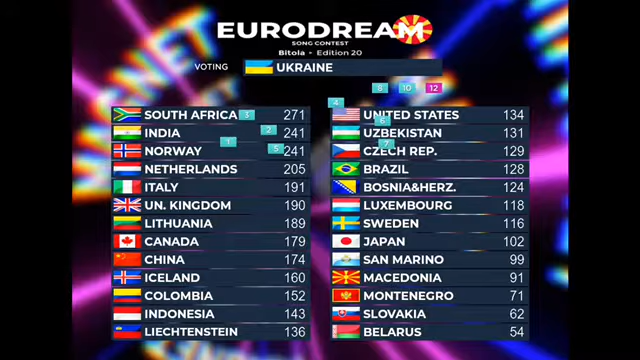 EURODREAM
SONG CONTEST
Bitola - Edition 20
VOTING UKRAINE
8 10 12
SOUTH AFRICA 3 271
INDIA 2 241
NORWAY 1 5 241
NETHERLANDS 205
ITALY 191
UN. KINGDOM 190
LITHUANIA 189
CANADA 179
CHINA 174
ICELAND 160
COLOMBIA 152
INDONESIA 143
LIECHTENSTEIN 136
4
UNITED STATES 134
6
UZBEKISTAN 131
7
CZECH REP. 129
BRAZIL 128
BOSNIA&HERZ. 124
LUXEMBOURG 118
SWEDEN 116
JAPAN 102
SAN MARINO 99
MACEDONIA 91
MONTENEGRO 71
SLOVAKIA 62
BELARUS 54